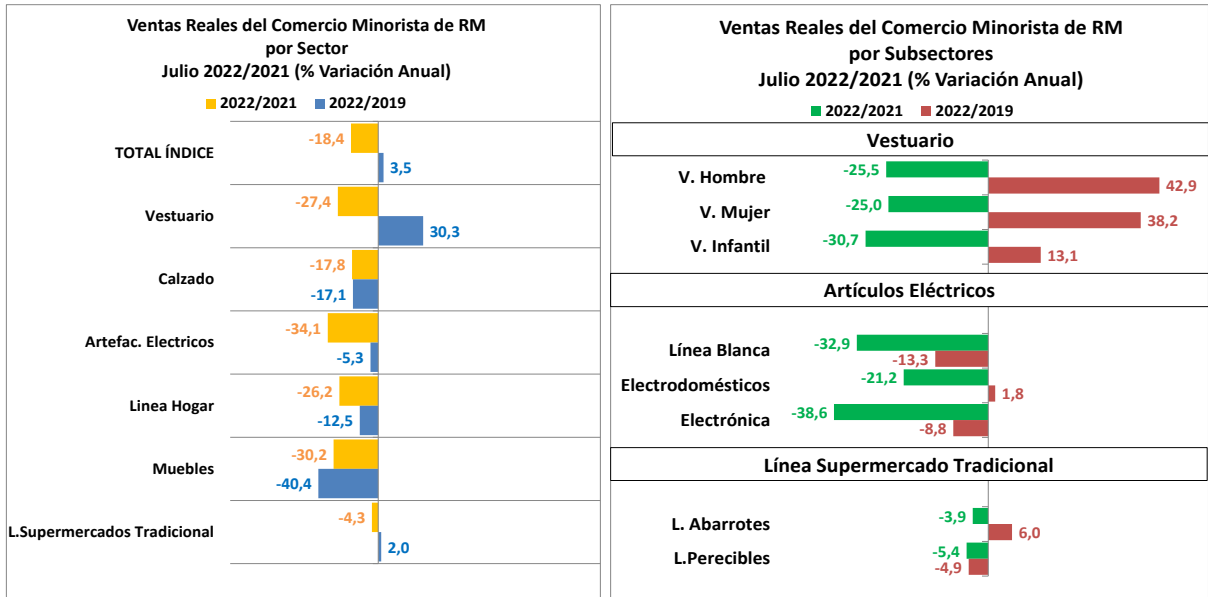 Ventas Reales del Comercio Minorista de RM
por Sector
Julio 2022/2021 (% Variación Anual)
2022/2021 2022/2019
TOTAL ÍNDICE
-18,4
3,5
Vestuario
-27,4
30,3
Calzado
-17,8
-17,1
Artefac. Electricos
-34,1
-5,3
Linea Hogar
-26,2
-12,5
Muebles
-30,2
-40,4
L.Supermercados Tradicional
-4,3
2,0
Ventas Reales del Comercio Minorista de RM
por Subsectores
Julio 2022/2021 (% Variación Anual)
2022/2021 2022/2019
Vestuario
V. Hombre
-25,5
42,9
V. Mujer
-25,0
38,2
V. Infantil
-30,7
13,1
Artículos Eléctricos
Línea Blanca
-32,9
-13,3
Electrodomésticos
-21,2
1,8
Electrónica
-38,6
-8,8
Línea Supermercado Tradicional
L. Abarrotes
-3,9
6,0
L.Perecibles
-5,4
-4,9